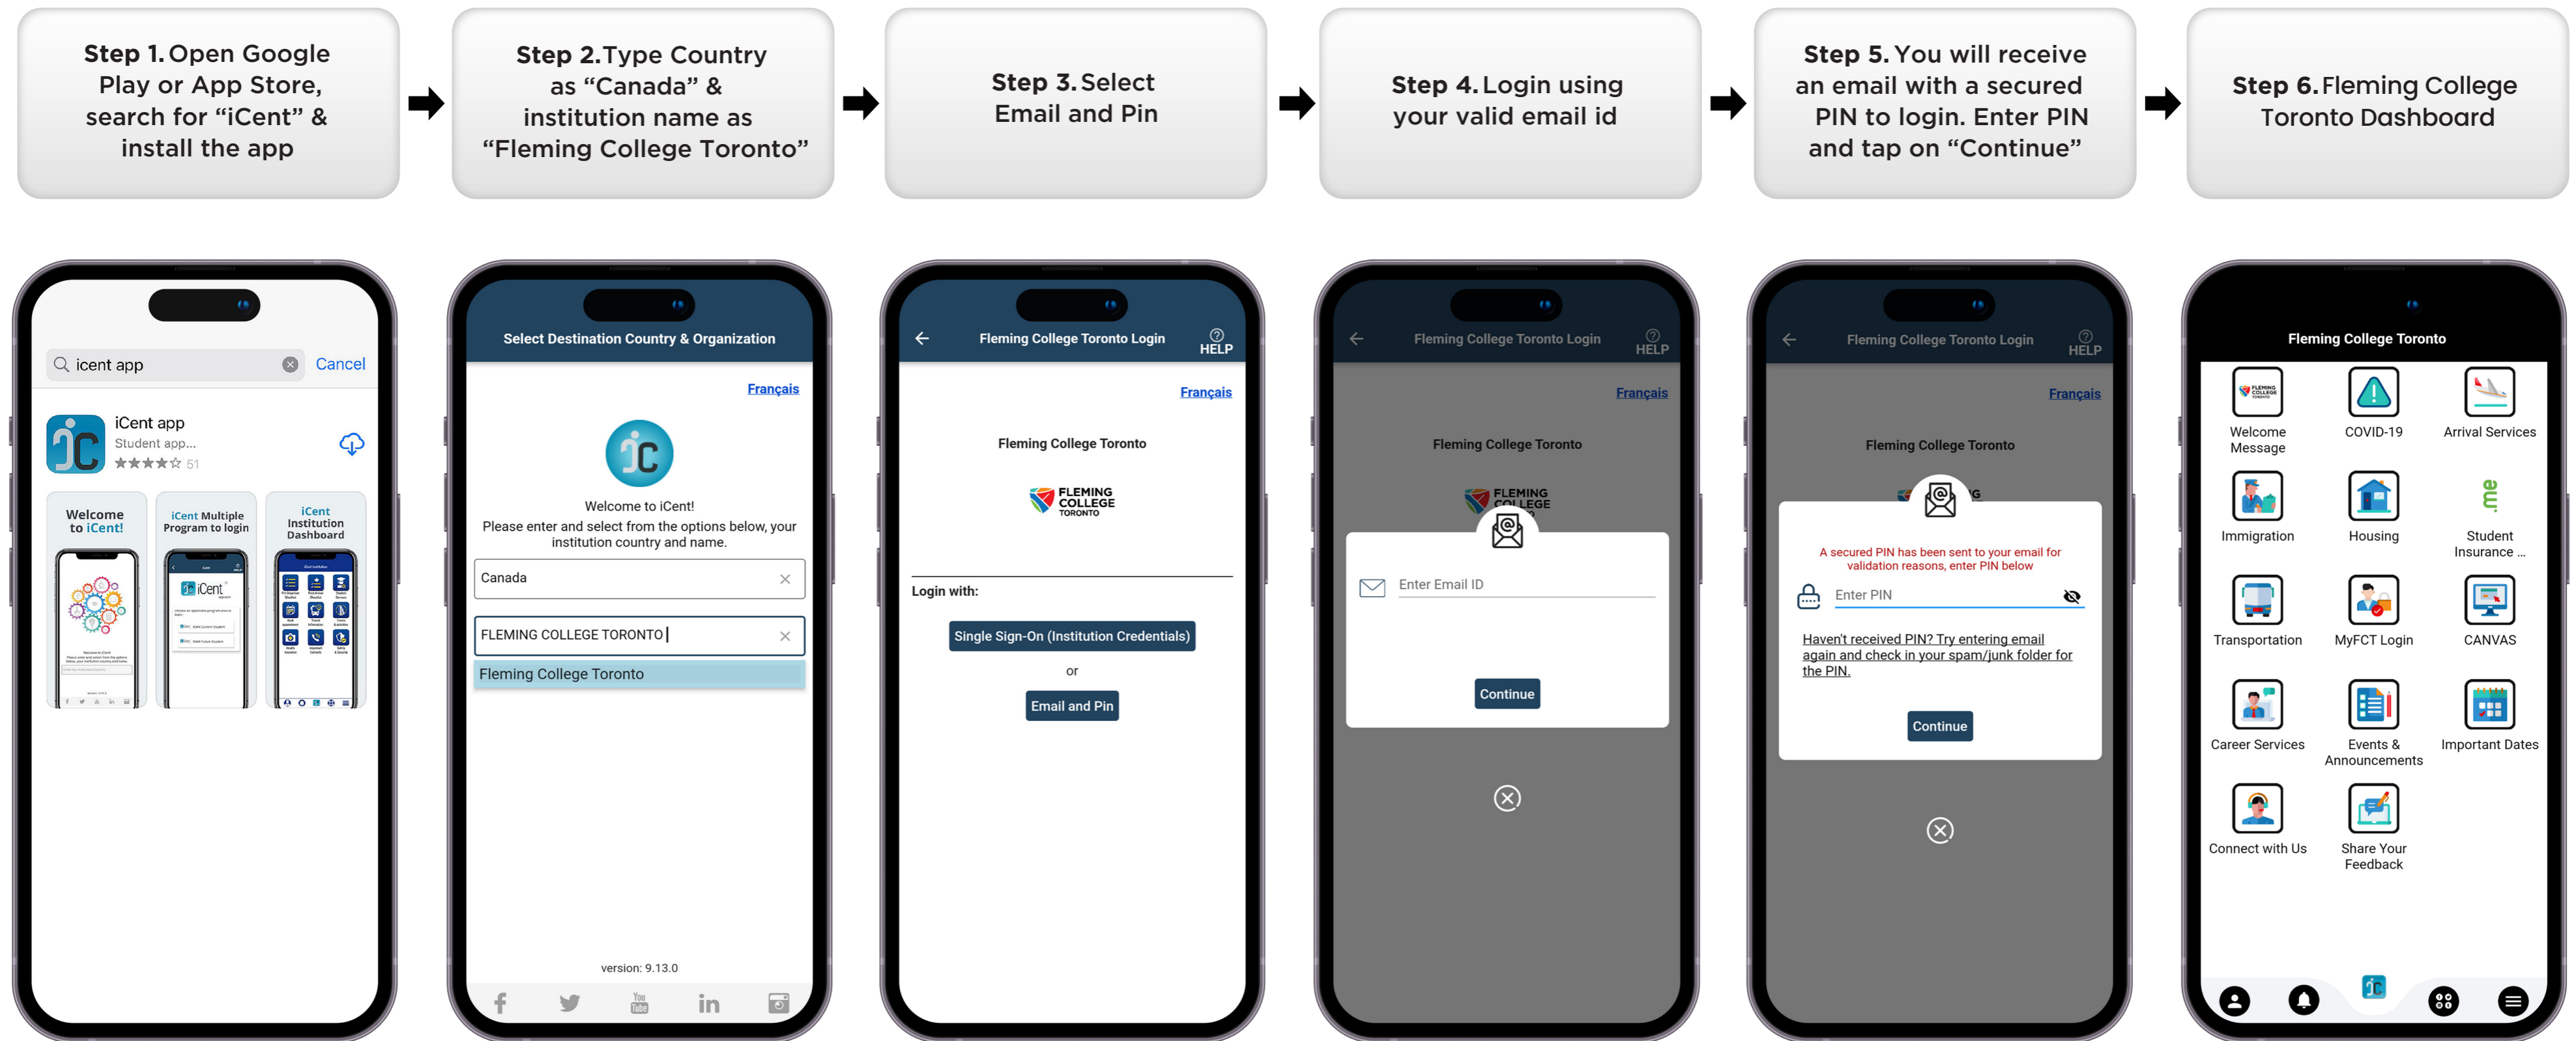 Step 1. Open Google
Play or App Store,
search for “iCent” &
install the app
Step 2.Type Country
as “Canada” &
institution name as
“Fleming College Toronto”
Step 3. Select
Email and Pin
Step 4. Login using
your valid email id
Step 5. You will receive
an email with a secured
PIN to login. Enter PIN
and tap on “Continue”
Step 6. Fleming College
Toronto Dashboard
icent app
Cancel
iCent app
Student app...
51
Welcome
to iCent!
iCent Multiple
Program to login
iCent
Institution
Dashboard
iCent
Select Destination Country & Organization
Français
Welcome to iCent!
Please enter and select from the options below, your
institution country and name.
Canada
FLEMING COLLEGE TORONTO
Fleming College Toronto
version: 9.13.0
You
Tube
in
Fleming College Toronto Login
HELP
Français
Fleming College Toronto
FLEMING
COLLEGE
TORONTO
Login with:
Single Sign-On (Institution Credentials)
or
Email and Pin
Fleming College Toronto Login
HELP
Français
Fleming College Toronto
FLEMING
COLLEGE
Enter Email ID
Continue
Fleming College Toronto Login
HELP
Français
Fleming College Toronto
A secured PIN has been sent to your email for
validation reasons, enter PIN below
Enter PIN
Haven't received PIN? Try entering email
again and check in your spam/junk folder for
the PIN.
Continue
Fleming College Toronto
FLEMING
COLLEGE
TORONTO
Welcome
Message
COVID-19
Arrival Services
Immigration
Housing
.me
Student
Insurance ...
Transportation
MyFCT Login
CANVAS
Career Services
Events &
Announcements
Important Dates
Connect with Us
Share Your
Feedback